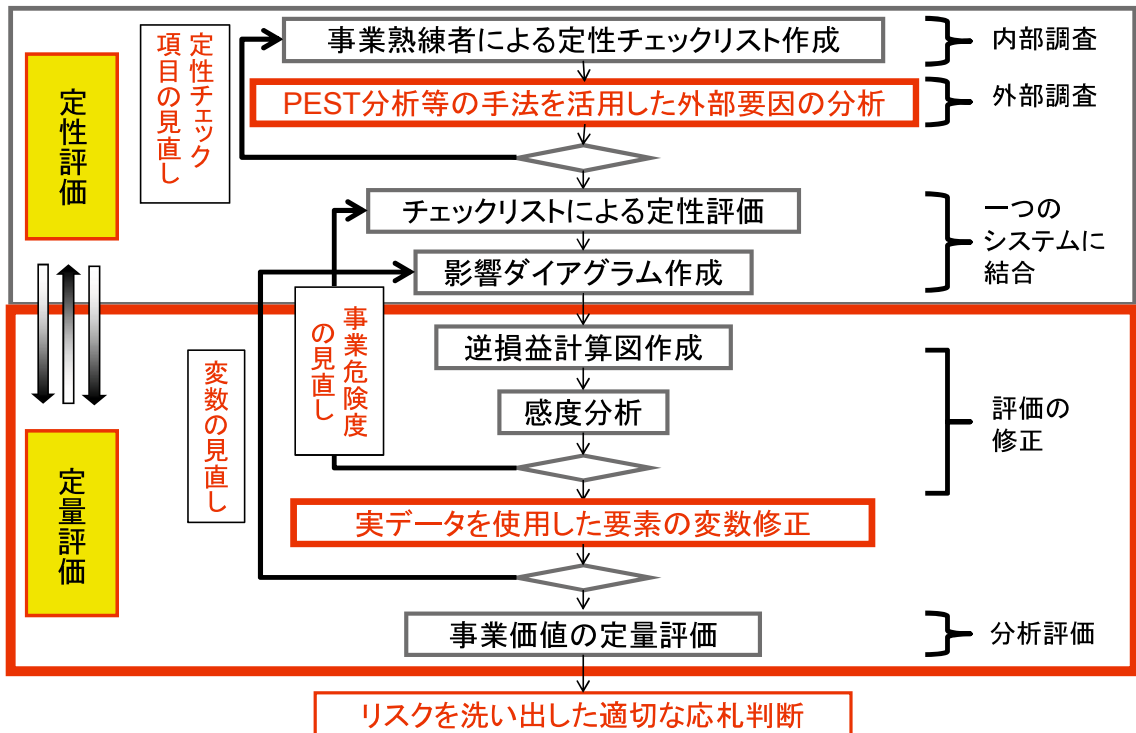 事業熟練者による定性チェックリスト作成
内部調査
PEST分析等の手法を活用した外部要因の分析
外部調査
定性チェック
項目の見直し
定性評価
チェックリストによる定性評価
影響ダイアグラム作成
一つの
システムに
結合
逆損益計算図作成
感度分析
事業危険度
の見直し
変数の見直し
評価の
修正
定量評価
実データを使用した要素の変数修正
事業価値の定量評価
分析評価
リスクを洗い出した適切な応札判断